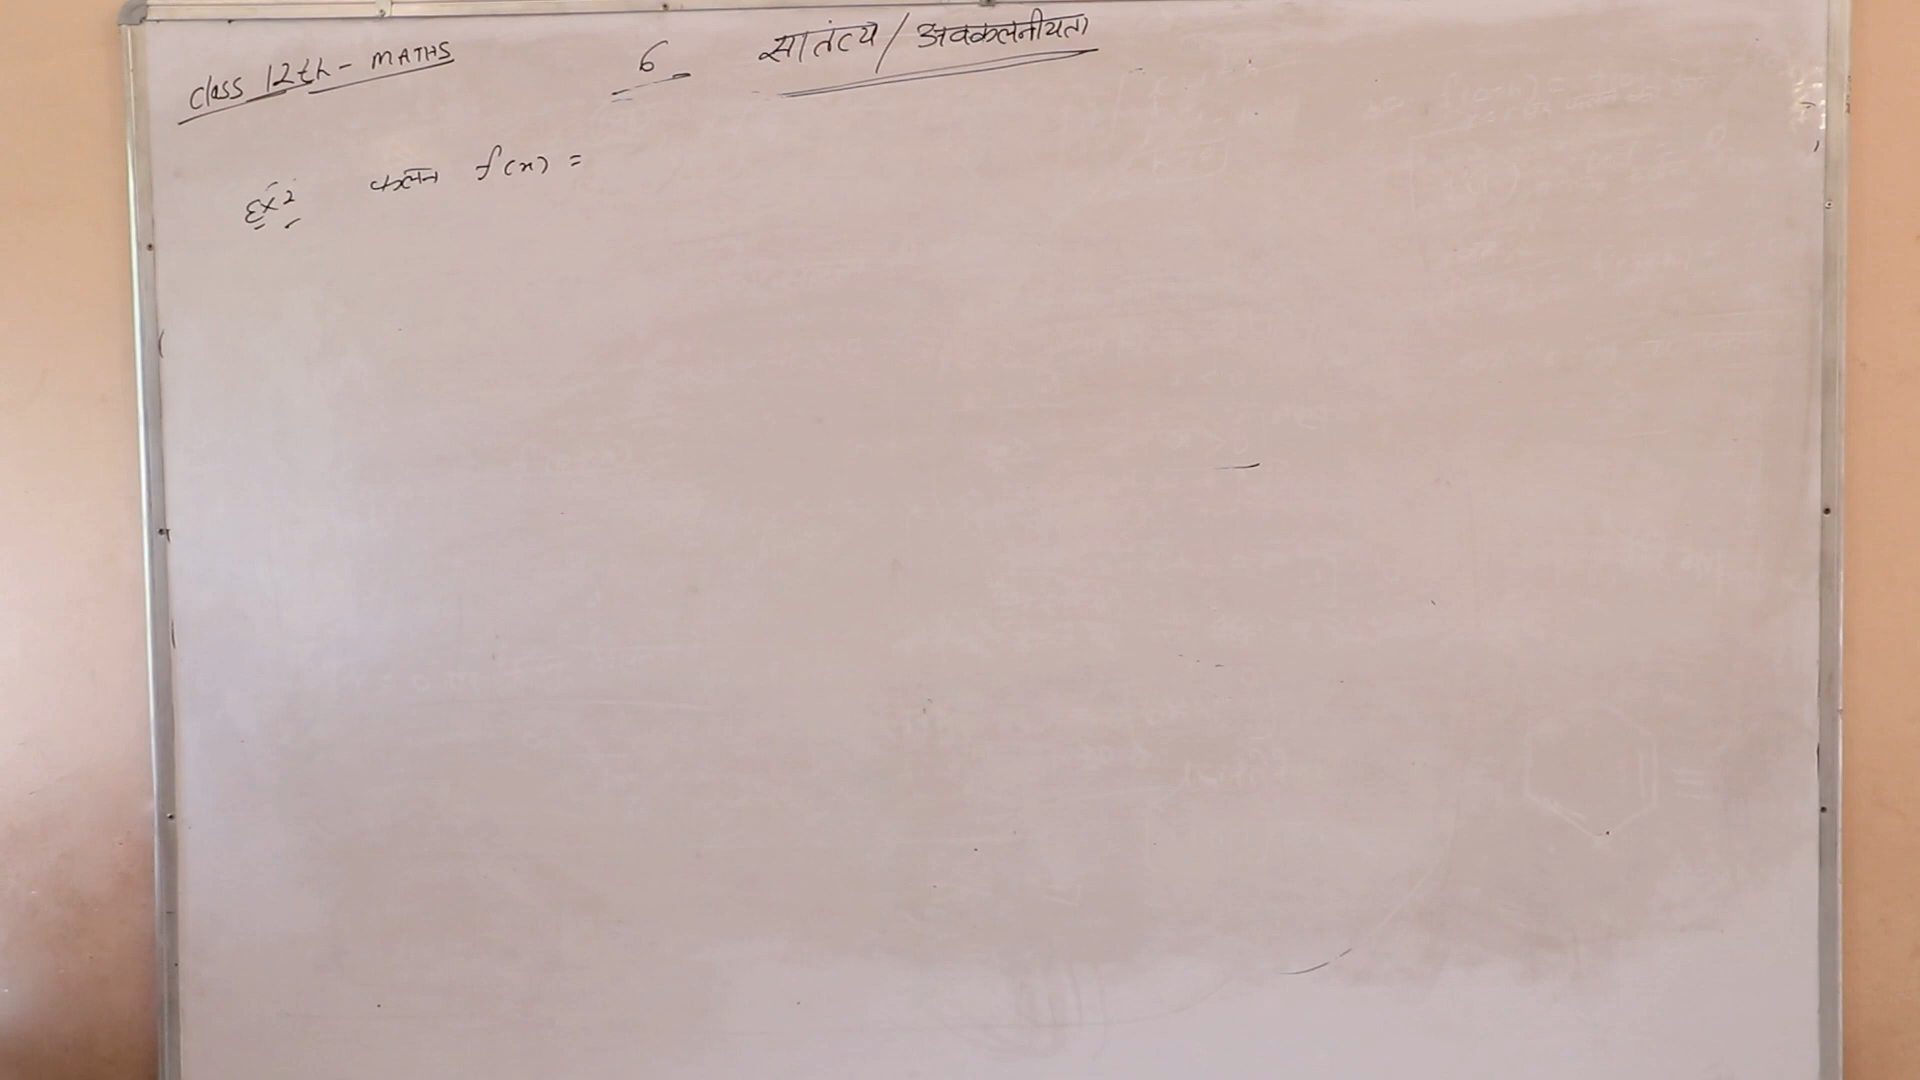 class 12th - MATHS 6 सातंत्य / अवकलनीयता
Ex 2 फलन f(x) =